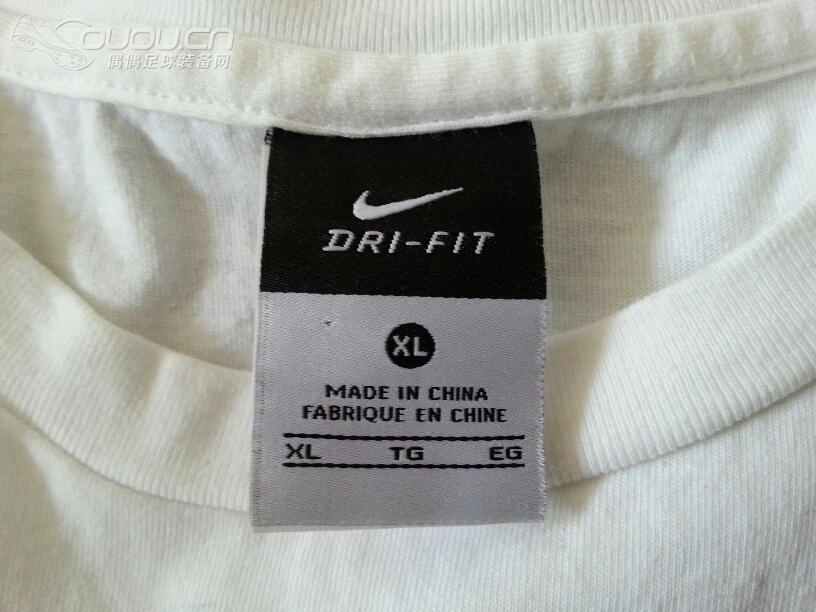 OUOUCN
偶偶足球装备网
DRI-FIT
XL
MADE IN CHINA
FABRIQUE EN CHINE
XL TG EG